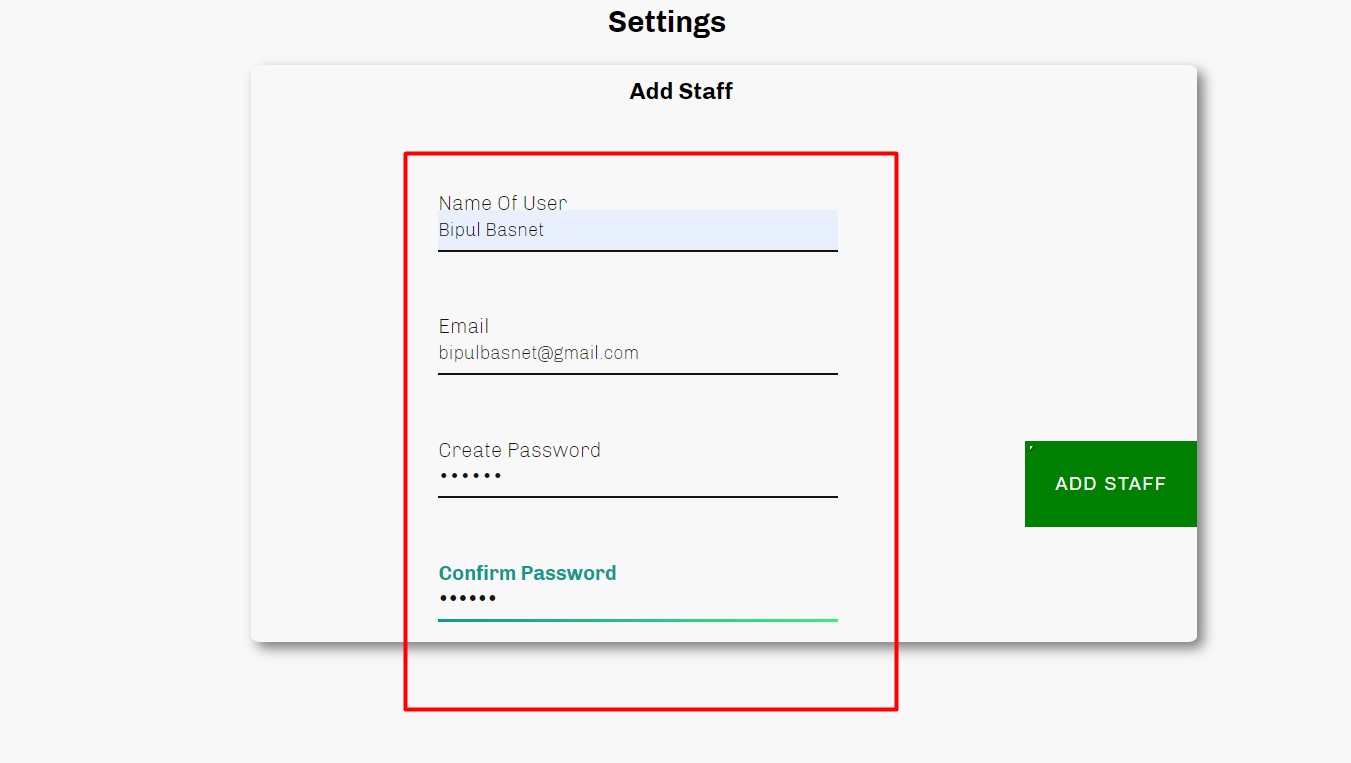 Settings
Add Staff
Name Of User
Bipul Basnet
Email
bipulbasnet@gmail.com
Create Password
••••••
ADD STAFF
Confirm Password
••••••